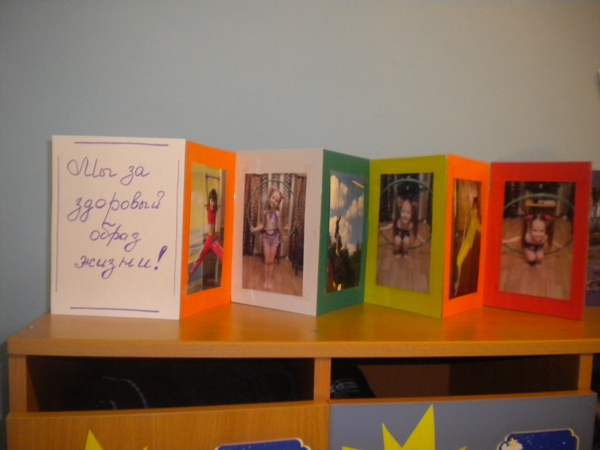 Мы за
здоровый
образ
жизни!